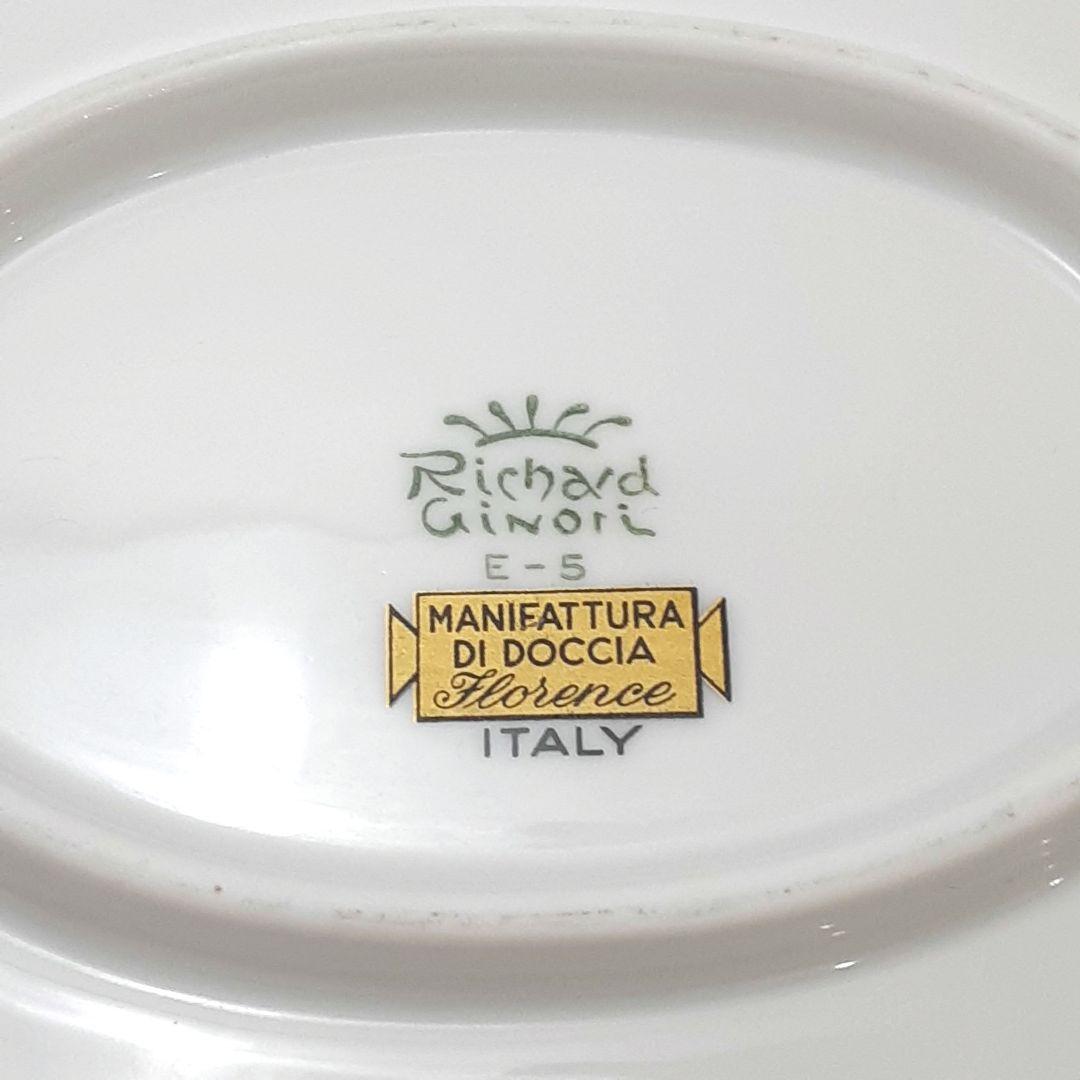 Richard
Ginori
E-5
MANIFATTURA
DI DOCCIA
Florence
ITALY